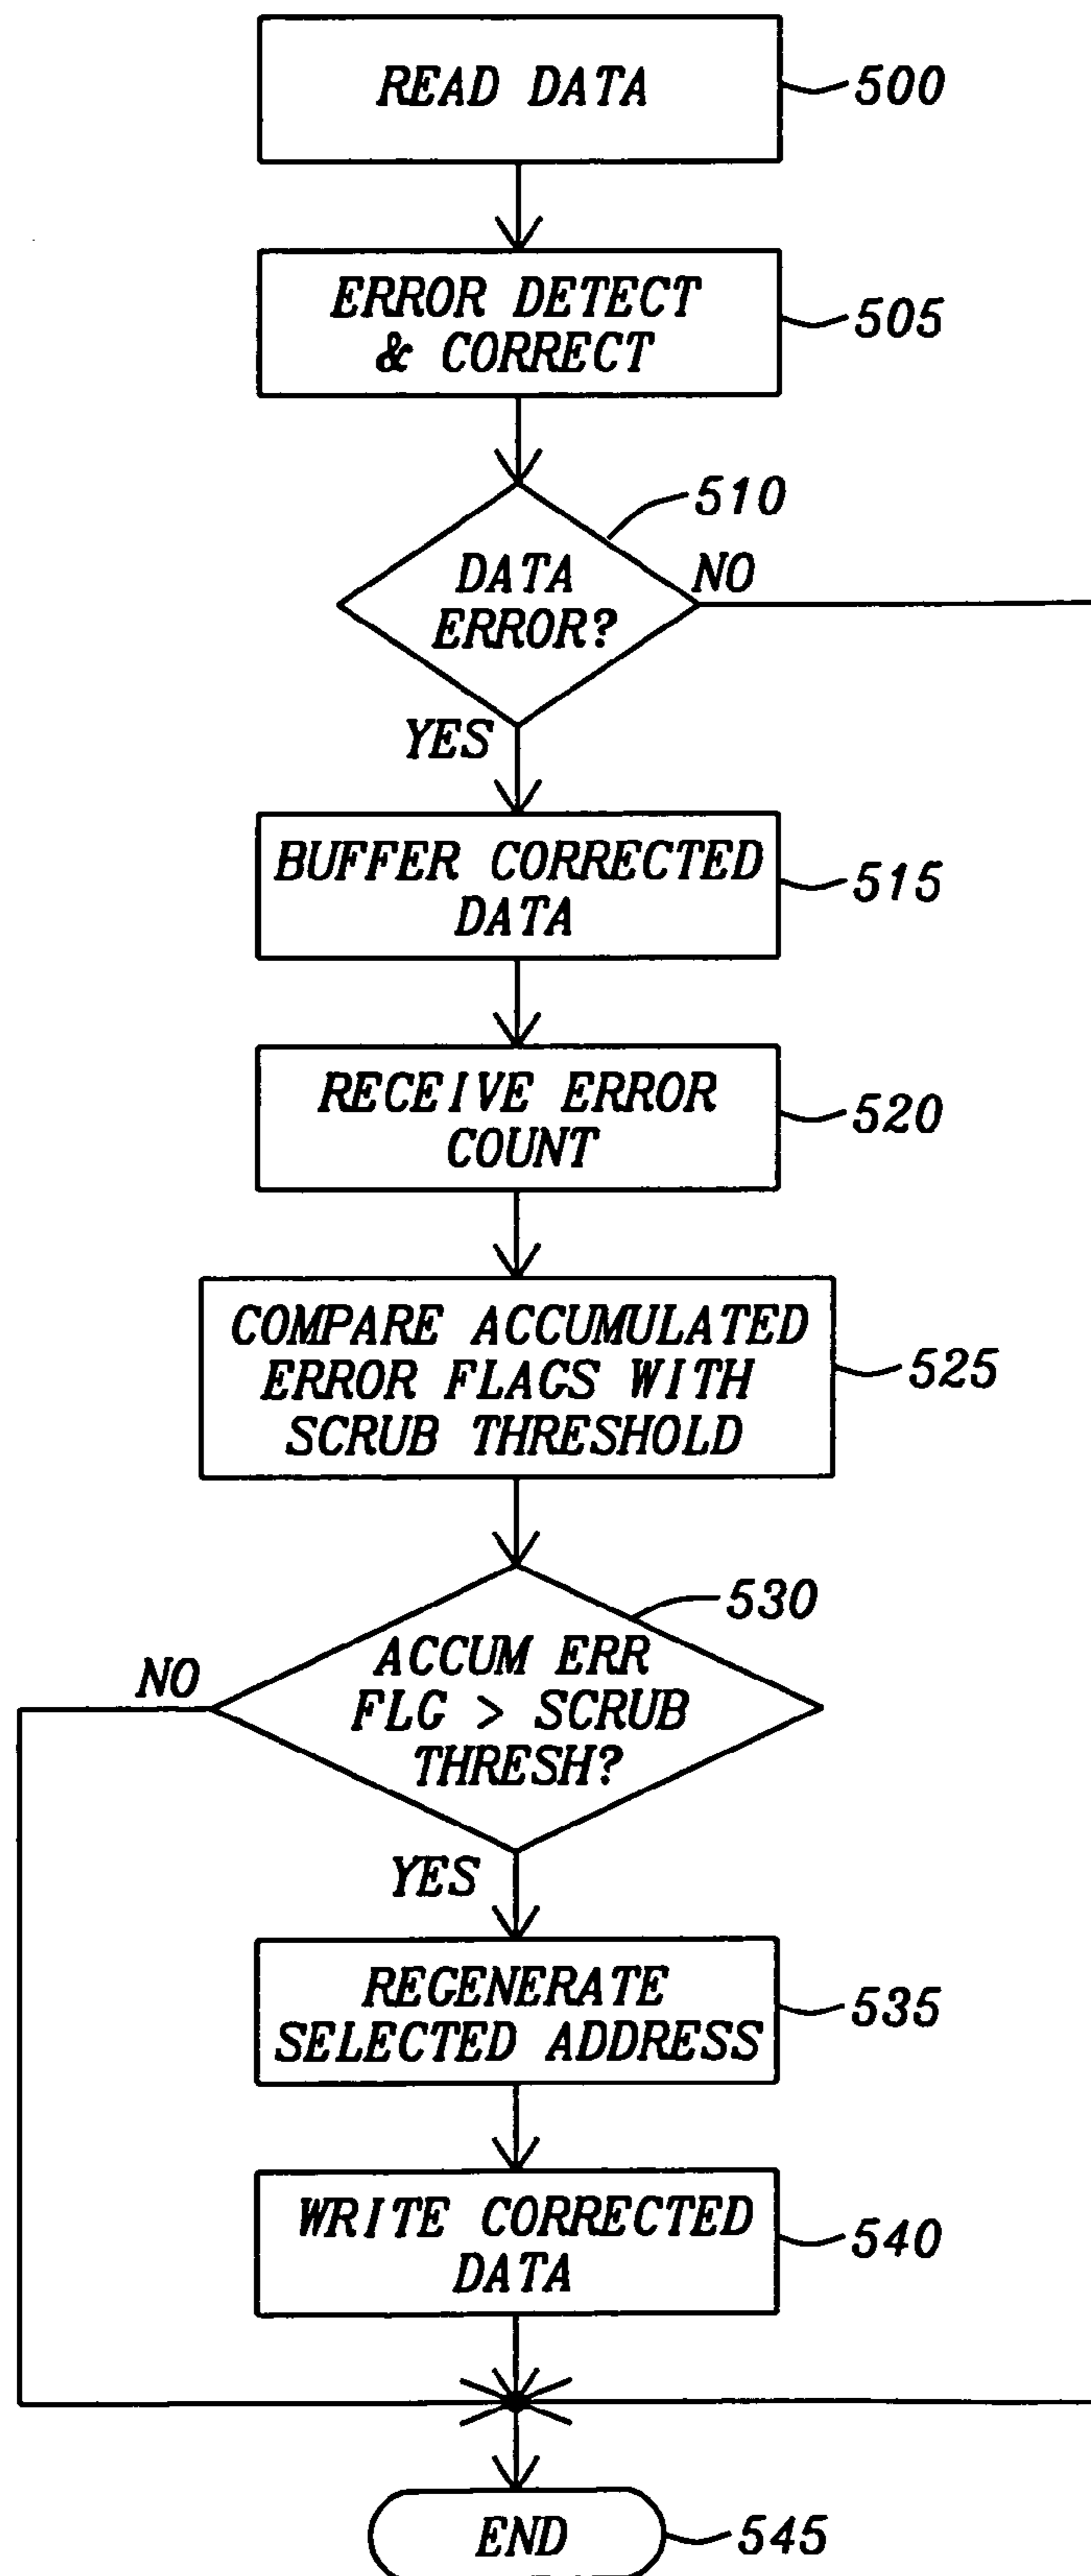 READ DATA
500
ERROR DETECT
& CORRECT
505
510
DATA
ERROR?
NO
YES
BUFFER CORRECTED
DATA
515
RECEIVE ERROR
COUNT
520
COMPARE ACCUMULATED
ERROR FLAGS WITH
SCRUB THRESHOLD
525
530
NO
ACCUM ERR
FLG > SCRUB
THRESH?
YES
REGENERATE
SELECTED ADDRESS
535
WRITE CORRECTED
DATA
540
END
545